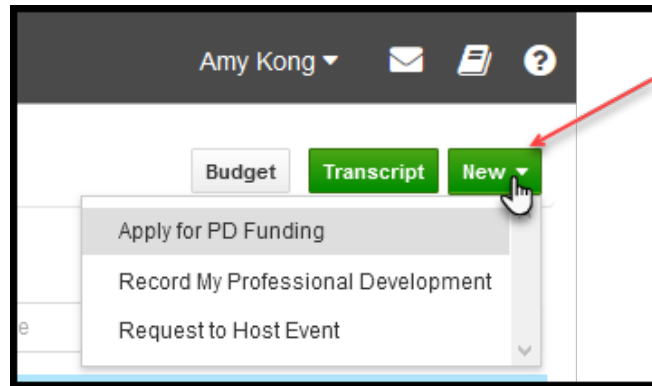 Amy Kong
Budget Transcript New
Apply for PD Funding
Record My Professional Development
Request to Host Event
e